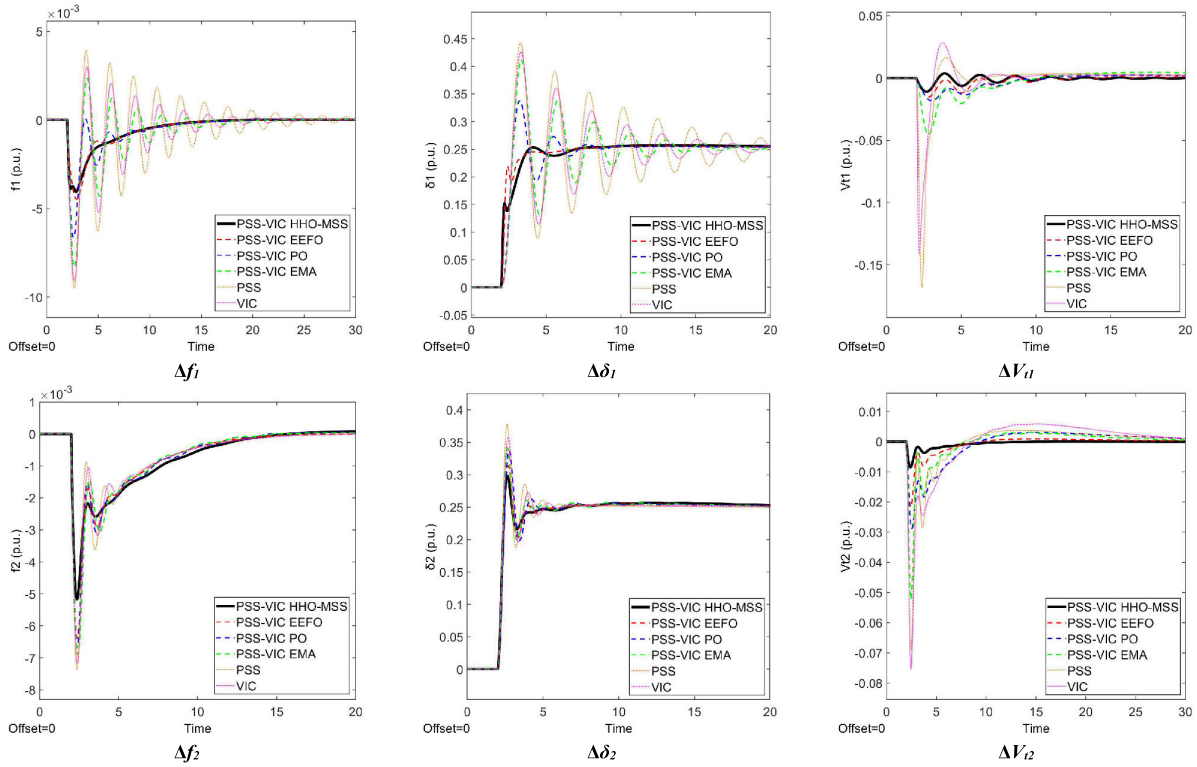 ×10⁻³
5
0
-5
-10
f1 (p.u.)
0 5 10 15 20 25 30
Offset=0 Time
PSS-VIC HHO-MSS
PSS-VIC EEFO
PSS-VIC PO
PSS-VIC EMA
PSS
VIC
Δf₁
0.45
0.4
0.35
0.3
0.25
0.2
0.15
0.1
0.05
0
-0.05
δ1 (p.u.)
0 5 10 15 20
Offset=0 Time
PSS-VIC HHO-MSS
PSS-VIC EEFO
PSS-VIC PO
PSS-VIC EMA
PSS
VIC
Δδ₁
0.05
0
-0.05
-0.1
-0.15
Vt1 (p.u.)
0 5 10 15 20
Offset=0 Time
PSS-VIC HHO-MSS
PSS-VIC EEFO
PSS-VIC PO
PSS-VIC EMA
PSS
VIC
ΔVₜ₁
×10⁻³
1
0
-1
-2
-3
-4
-5
-6
-7
-8
f2 (p.u.)
0 5 10 15 20
Offset=0 Time
PSS-VIC HHO-MSS
PSS-VIC EEFO
PSS-VIC PO
PSS-VIC EMA
PSS
VIC
Δf₂
0.4
0.35
0.3
0.25
0.2
0.15
0.1
0.05
0
δ2 (p.u.)
0 5 10 15 20
Offset=0 Time
PSS-VIC HHO-MSS
PSS-VIC EEFO
PSS-VIC PO
PSS-VIC EMA
PSS
VIC
Δδ₂
0.01
0
-0.01
-0.02
-0.03
-0.04
-0.05
-0.06
-0.07
-0.08
Vt2 (p.u.)
0 5 10 15 20 25 30
Offset=0 Time
PSS-VIC HHO-MSS
PSS-VIC EEFO
PSS-VIC PO
PSS-VIC EMA
PSS
VIC
ΔVₜ₂